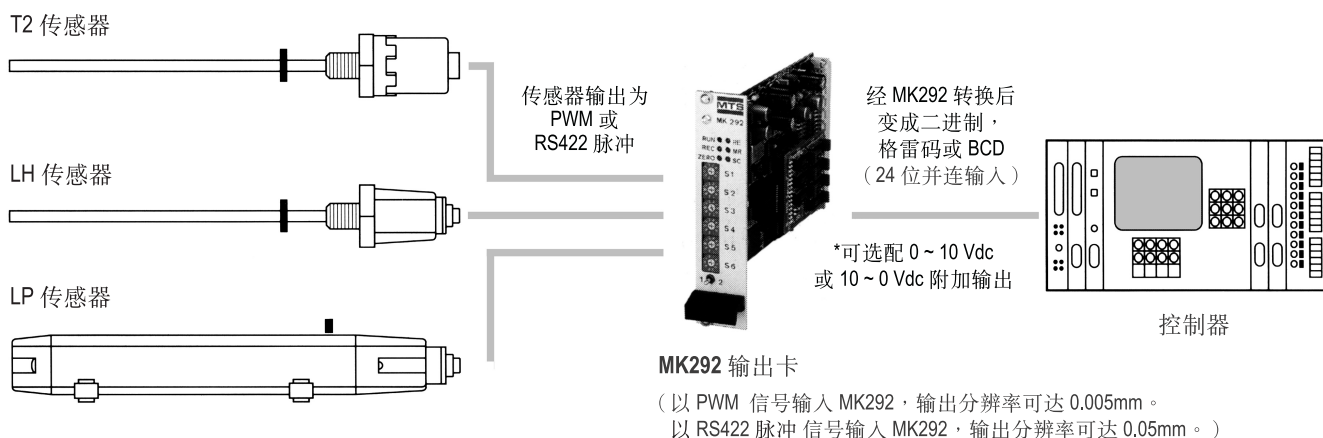 T2 传感器
传感器输出为
PWM 或
RS422 脉冲
LH 传感器
LP 传感器
MTS
MK 292
RUN RE
REC MR
ZERO SC
S1
S2
S3
S4
S5
S6
1 2
经 MK292 转换后
变成二进制，
格雷码或 BCD
（24 位并连输入）
*可选配 0 ~ 10 Vdc
或 10 ~ 0 Vdc 附加输出
控制器
MK292 输出卡
（以 PWM 信号输入 MK292，输出分辨率可达 0.005mm。
以 RS422 脉冲 信号输入 MK292，输出分辨率可达 0.05mm。）